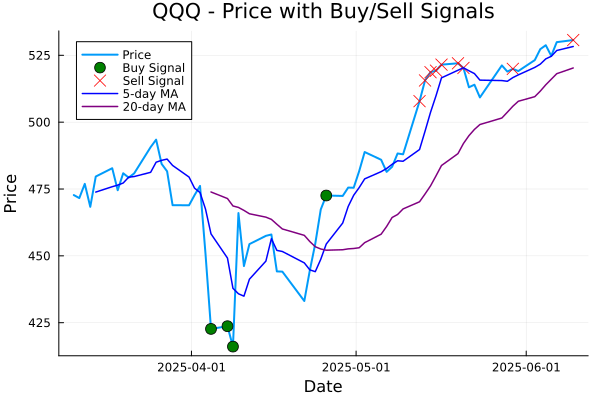 QQQ - Price with Buy/Sell Signals
Price
Buy Signal
Sell Signal
5-day MA
20-day MA
525
500
475
450
425
Price
2025-04-01 2025-05-01 2025-06-01
Date